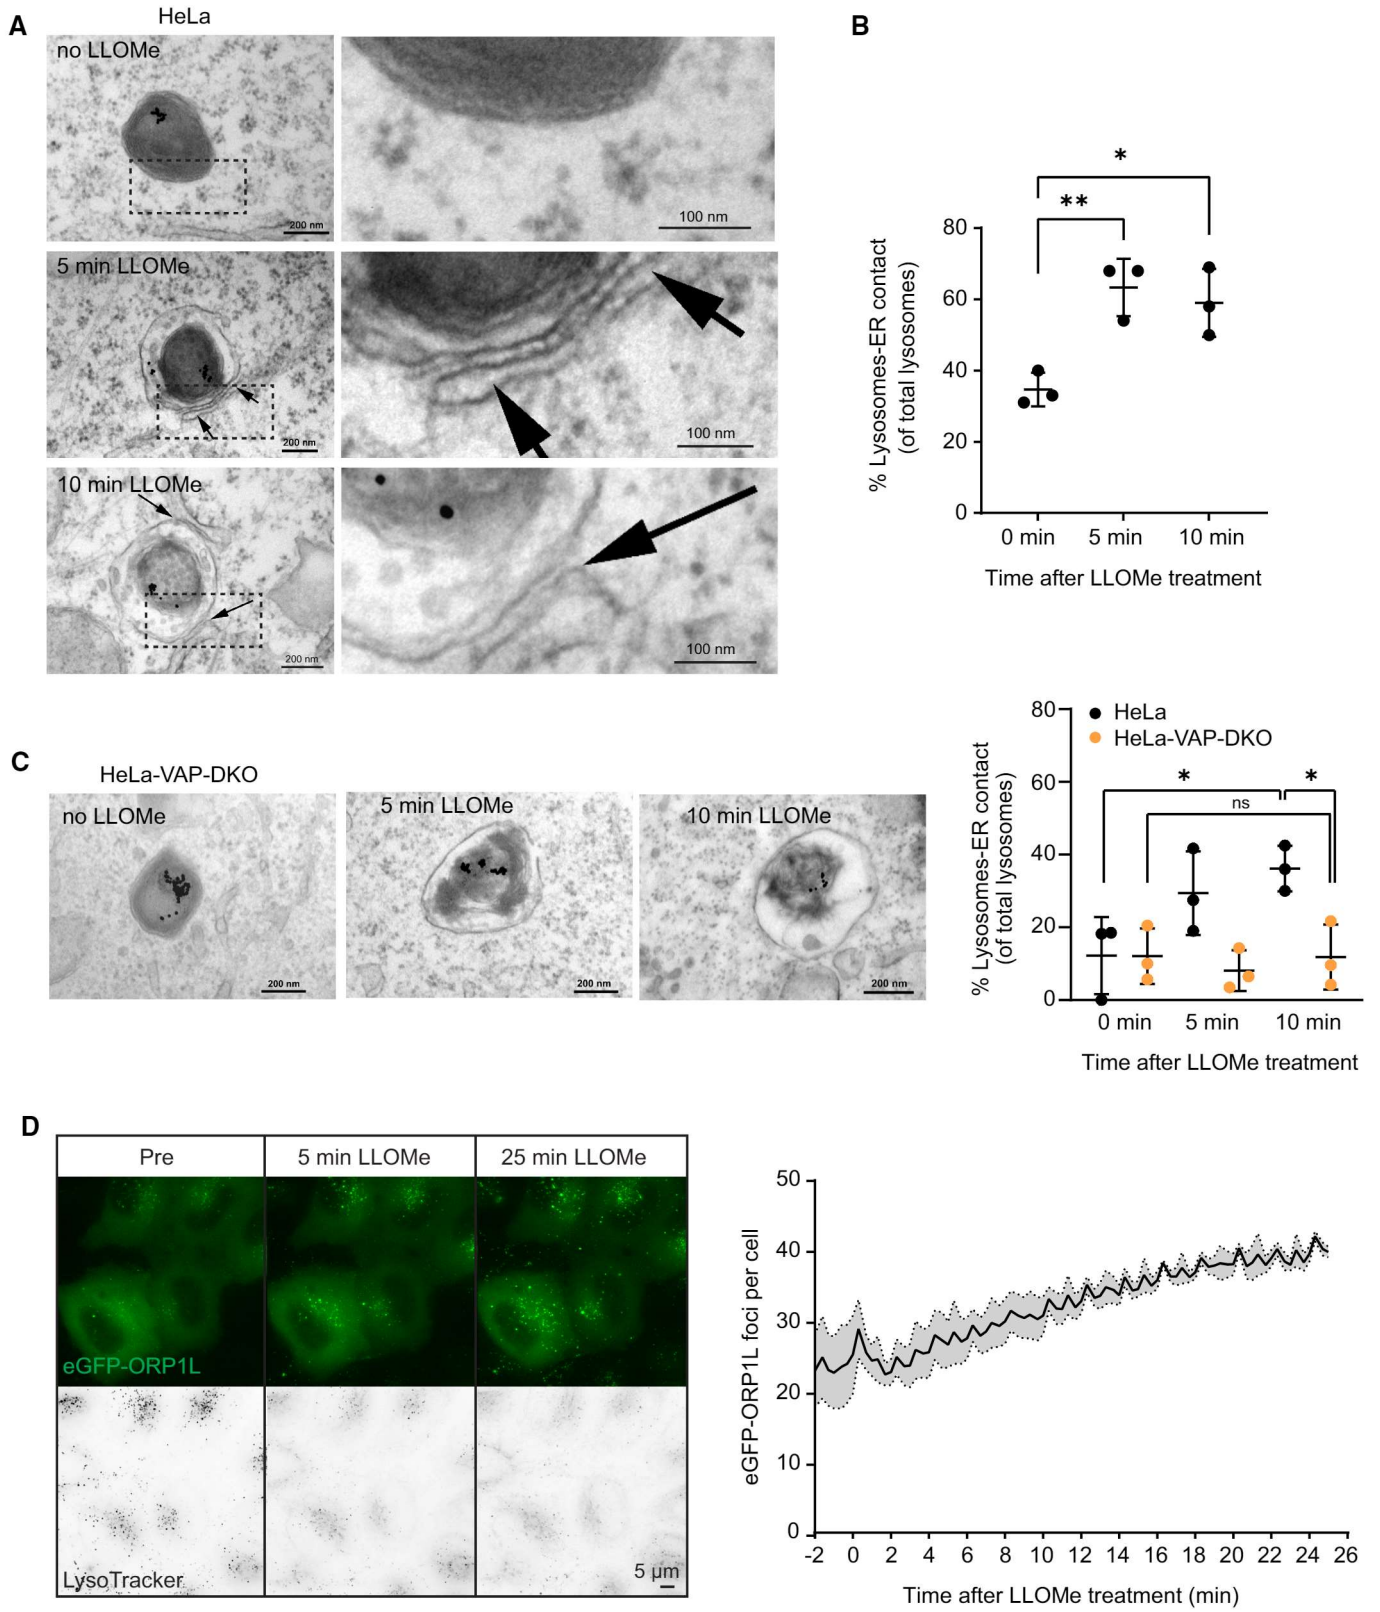 A
HeLa
no LLOMe
200 nm
100 nm
5 min LLOMe
200 nm
100 nm
10 min LLOMe
200 nm
100 nm
B
*
**
% Lysosomes-ER contact
(of total lysosomes)
80
60
40
20
0
0 min
5 min
10 min
Time after LLOMe treatment
C
HeLa-VAP-DKO
no LLOMe
200 nm
5 min LLOMe
200 nm
10 min LLOMe
200 nm
HeLa
HeLa-VAP-DKO
*
*
ns
% Lysosomes-ER contact
(of total lysosomes)
80
60
40
20
0
0 min
5 min
10 min
Time after LLOMe treatment
D
Pre
5 min LLOMe
25 min LLOMe
eGFP-ORP1L
LysoTracker
5 µm
eGFP-ORP1L foci per cell
50
40
30
20
10
0
-2 0 2 4 6 8 10 12 14 16 18 20 22 24 26
Time after LLOMe treatment (min)